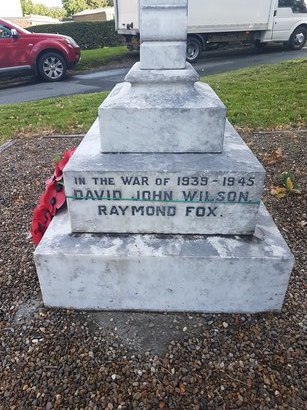 IN THE WAR OF 1939 - 1945
DAVID JOHN WILSON.
RAYMOND FOX.